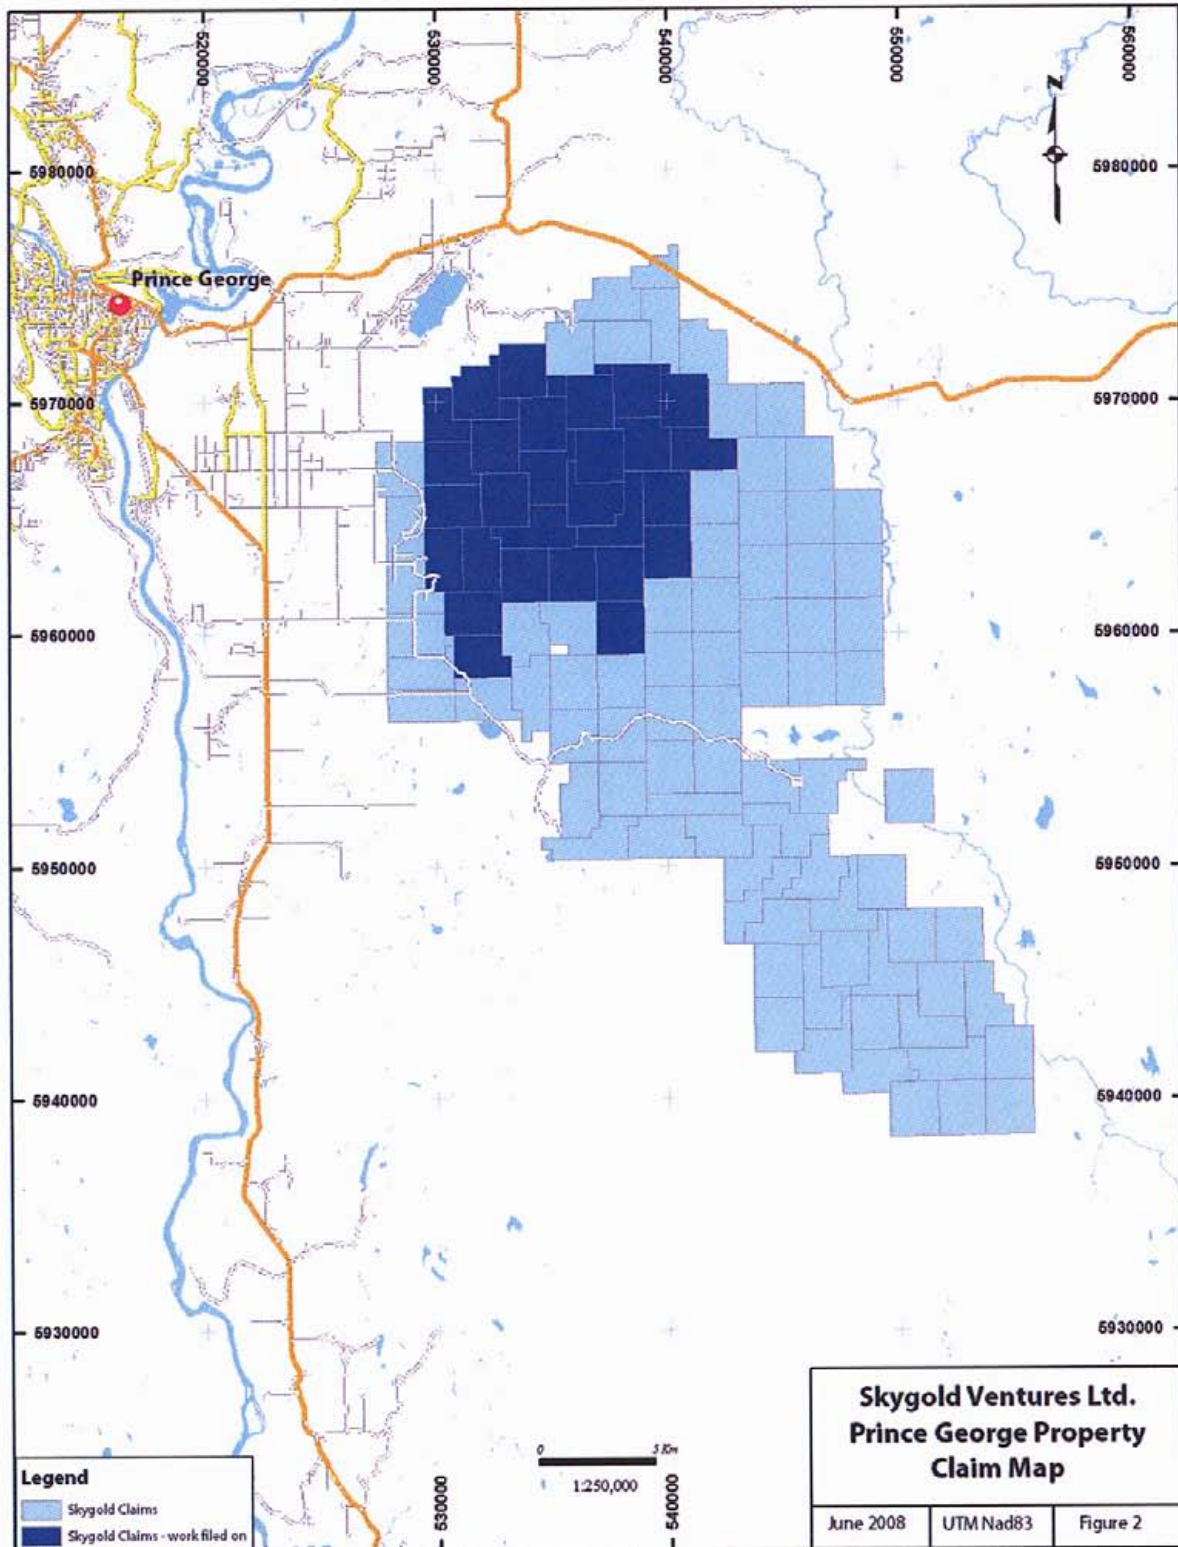 520000
530000
540000
550000
560000
N
5980000
5980000
Prince George
5970000
5970000
5960000
5960000
5950000
5950000
5940000
5940000
5930000
5930000
Skygold Ventures Ltd.
Prince George Property
Claim Map
June 2008 UTM Nad83 Figure 2
0 5 Km
1:250,000
530000
540000
Legend
Skygold Claims
Skygold Claims - work filed on